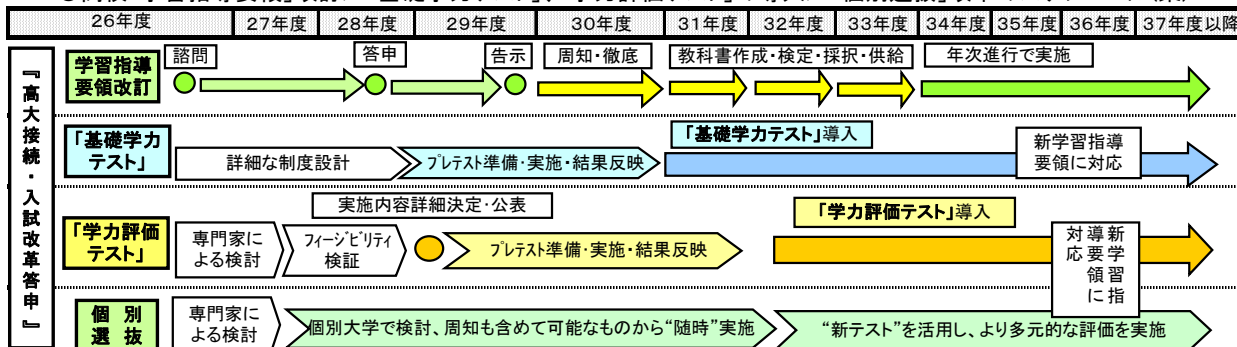 26年度 27年度 28年度 29年度 30年度 31年度 32年度 33年度 34年度 35年度 36年度 37年度以降
『高大接続・入試改革答申』
学習指導
要領改訂
諮問
答申
告示
周知・徹底
教科書作成・検定・採択・供給
年次進行で実施
「基礎学力
テスト」
詳細な制度設計
プレテスト準備・実施・結果反映
「基礎学力テスト」導入
新学習指導
要領に対応
「学力評価
テスト」
専門家に
よる検討
フィージビリティ
検証
実施内容詳細決定・公表
プレテスト準備・実施・結果反映
「学力評価テスト」導入
新学習指
導要領に
対応
個 別
選 抜
専門家に
よる検討
個別大学で検討、周知も含めて可能なものから“随時”実施
“新テスト”を活用し、より多元的な評価を実施